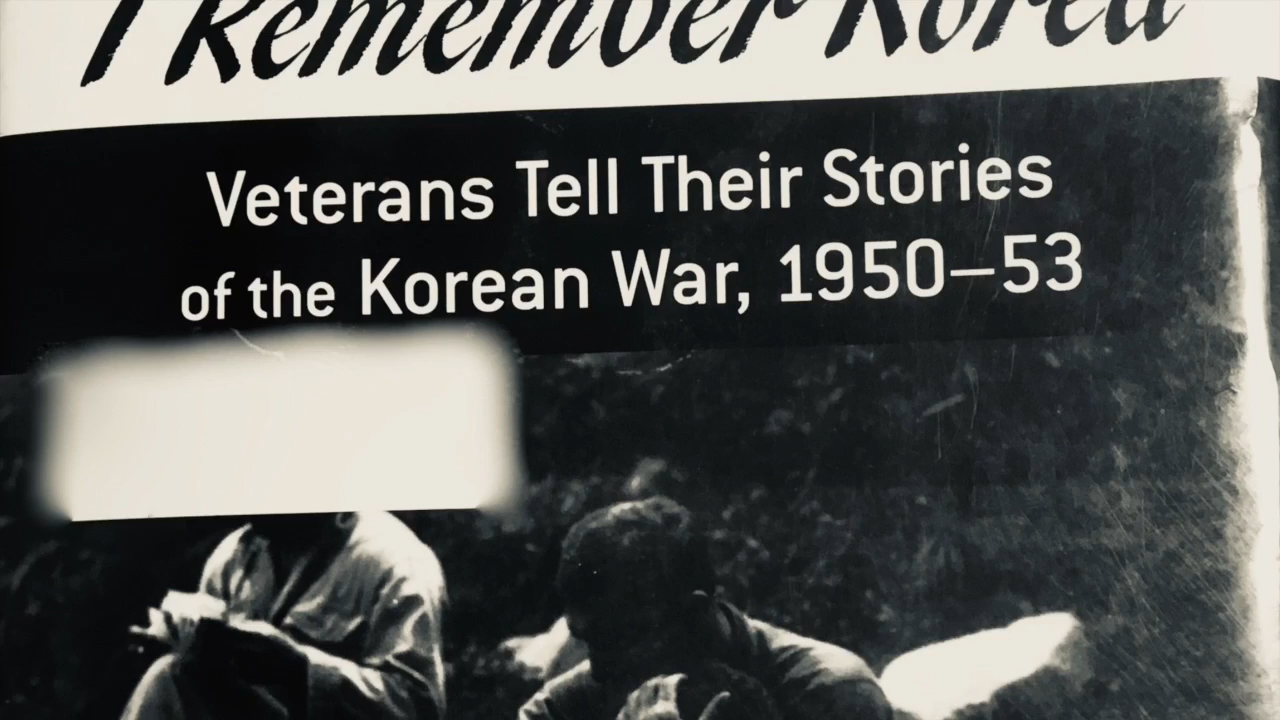 I Remember Korea
Veterans Tell Their Stories
of the Korean War, 1950–53